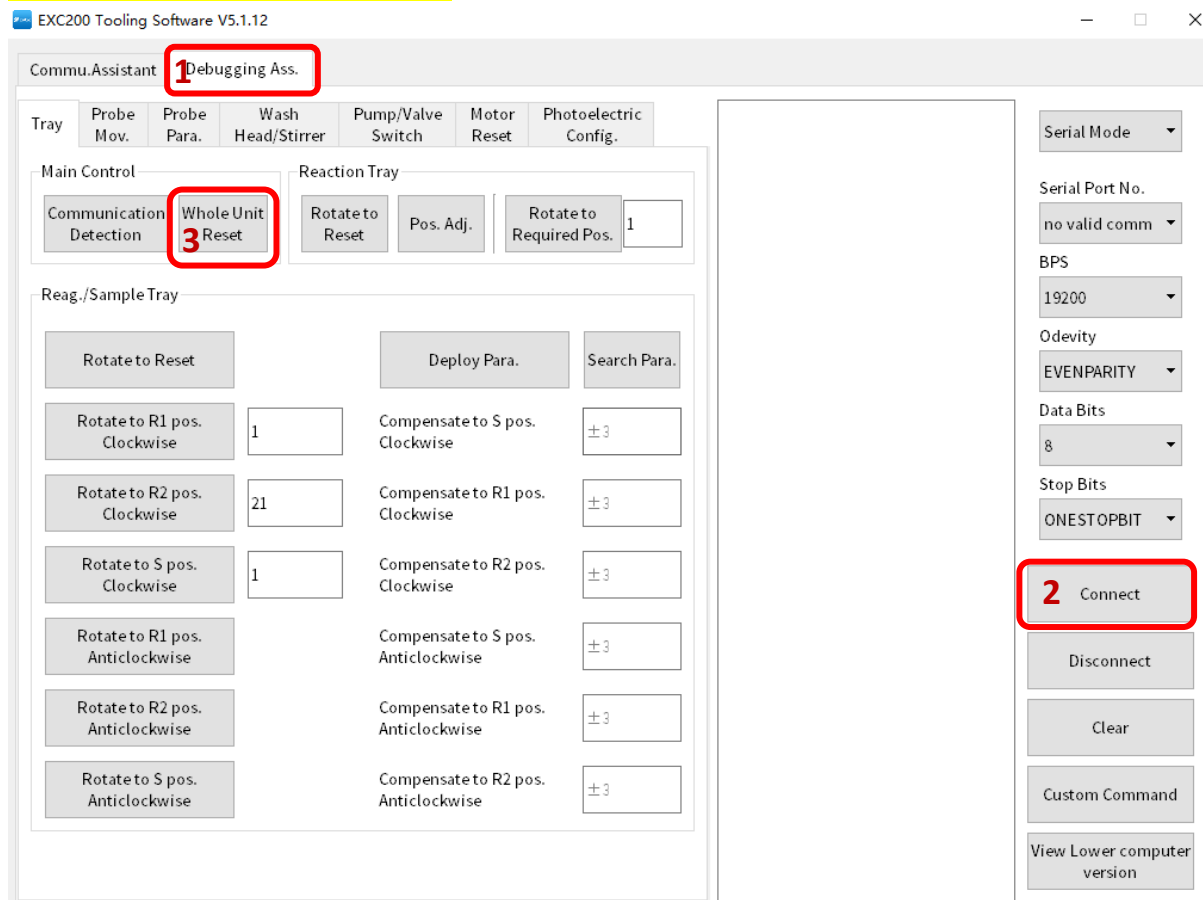 EXC200 Tooling Software V5.1.12
Commu.Assistant
1
Debugging Ass.
Tray
Probe
Mov.
Probe
Para.
Wash
Head/Stirrer
Pump/Valve
Switch
Motor
Reset
Photoelectric
Config.
Main Control
Communication
Detection
Whole Unit
Reset
3
Reaction Tray
Rotate to
Reset
Pos. Adj.
Rotate to
Required Pos.
1
Reag./Sample Tray
Rotate to Reset
Deploy Para.
Search Para.
Rotate to R1 pos.
Clockwise
1
Compensate to S pos.
Clockwise
±3
Rotate to R2 pos.
Clockwise
21
Compensate to R1 pos.
Clockwise
±3
Rotate to S pos.
Clockwise
1
Compensate to R2 pos.
Clockwise
±3
Rotate to R1 pos.
Anticlockwise
Compensate to S pos.
Anticlockwise
±3
Rotate to R2 pos.
Anticlockwise
Compensate to R1 pos.
Anticlockwise
±3
Rotate to S pos.
Anticlockwise
Compensate to R2 pos.
Anticlockwise
±3
Serial Mode
Serial Port No.
no valid comm
BPS
19200
Odevity
EVENPARITY
Data Bits
8
Stop Bits
ONESTOPBIT
2
Connect
Disconnect
Clear
Custom Command
View Lower computer
version